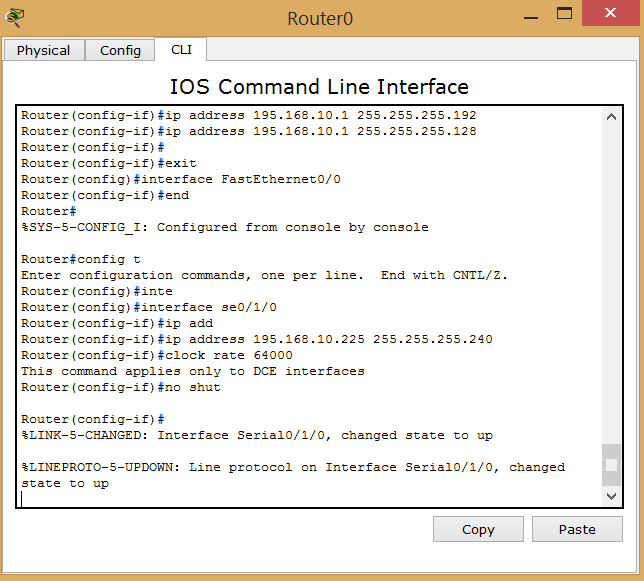 Router0
Physical Config CLI
IOS Command Line Interface
Router(config-if)#ip address 195.168.10.1 255.255.255.192
Router(config-if)#ip address 195.168.10.1 255.255.255.128
Router(config-if)#
Router(config-if)#exit
Router(config)#interface FastEthernet0/0
Router(config-if)#end
Router#
%SYS-5-CONFIG_I: Configured from console by console
Router#config t
Enter configuration commands, one per line.  End with CNTL/Z.
Router(config)#inte
Router(config)#interface se0/1/0
Router(config-if)#ip add
Router(config-if)#ip address 195.168.10.225 255.255.255.240
Router(config-if)#clock rate 64000
This command applies only to DCE interfaces
Router(config-if)#no shut
Router(config-if)#
%LINK-5-CHANGED: Interface Serial0/1/0, changed state to up
%LINEPROTO-5-UPDOWN: Line protocol on Interface Serial0/1/0, changed
state to up
Copy Paste